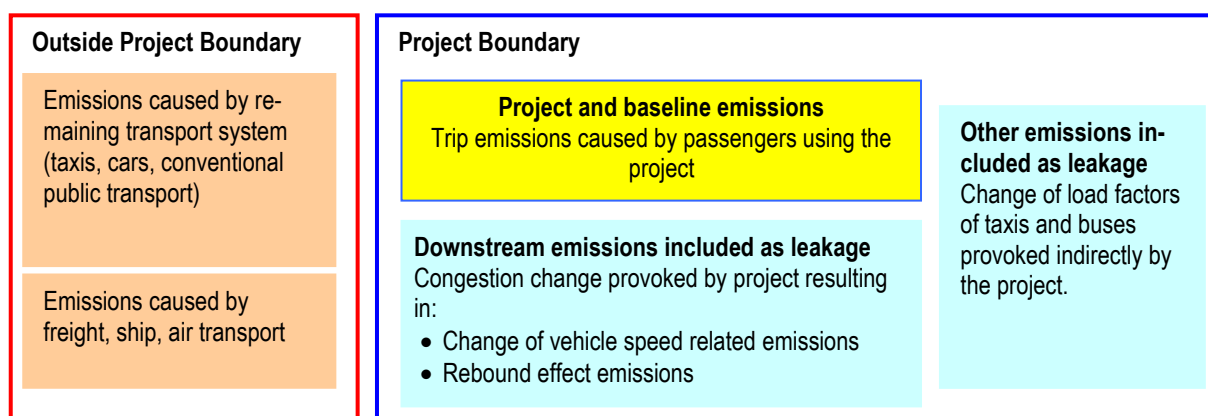 Outside Project Boundary
Emissions caused by re-
maining transport system
(taxis, cars, conventional
public transport)
Emissions caused by
freight, ship, air transport
Project Boundary
Project and baseline emissions
Trip emissions caused by passengers using the
project
Downstream emissions included as leakage
Congestion change provoked by project resulting
in:
• Change of vehicle speed related emissions
• Rebound effect emissions
Other emissions in-
cluded as leakage
Change of load factors
of taxis and buses
provoked indirectly by
the project.